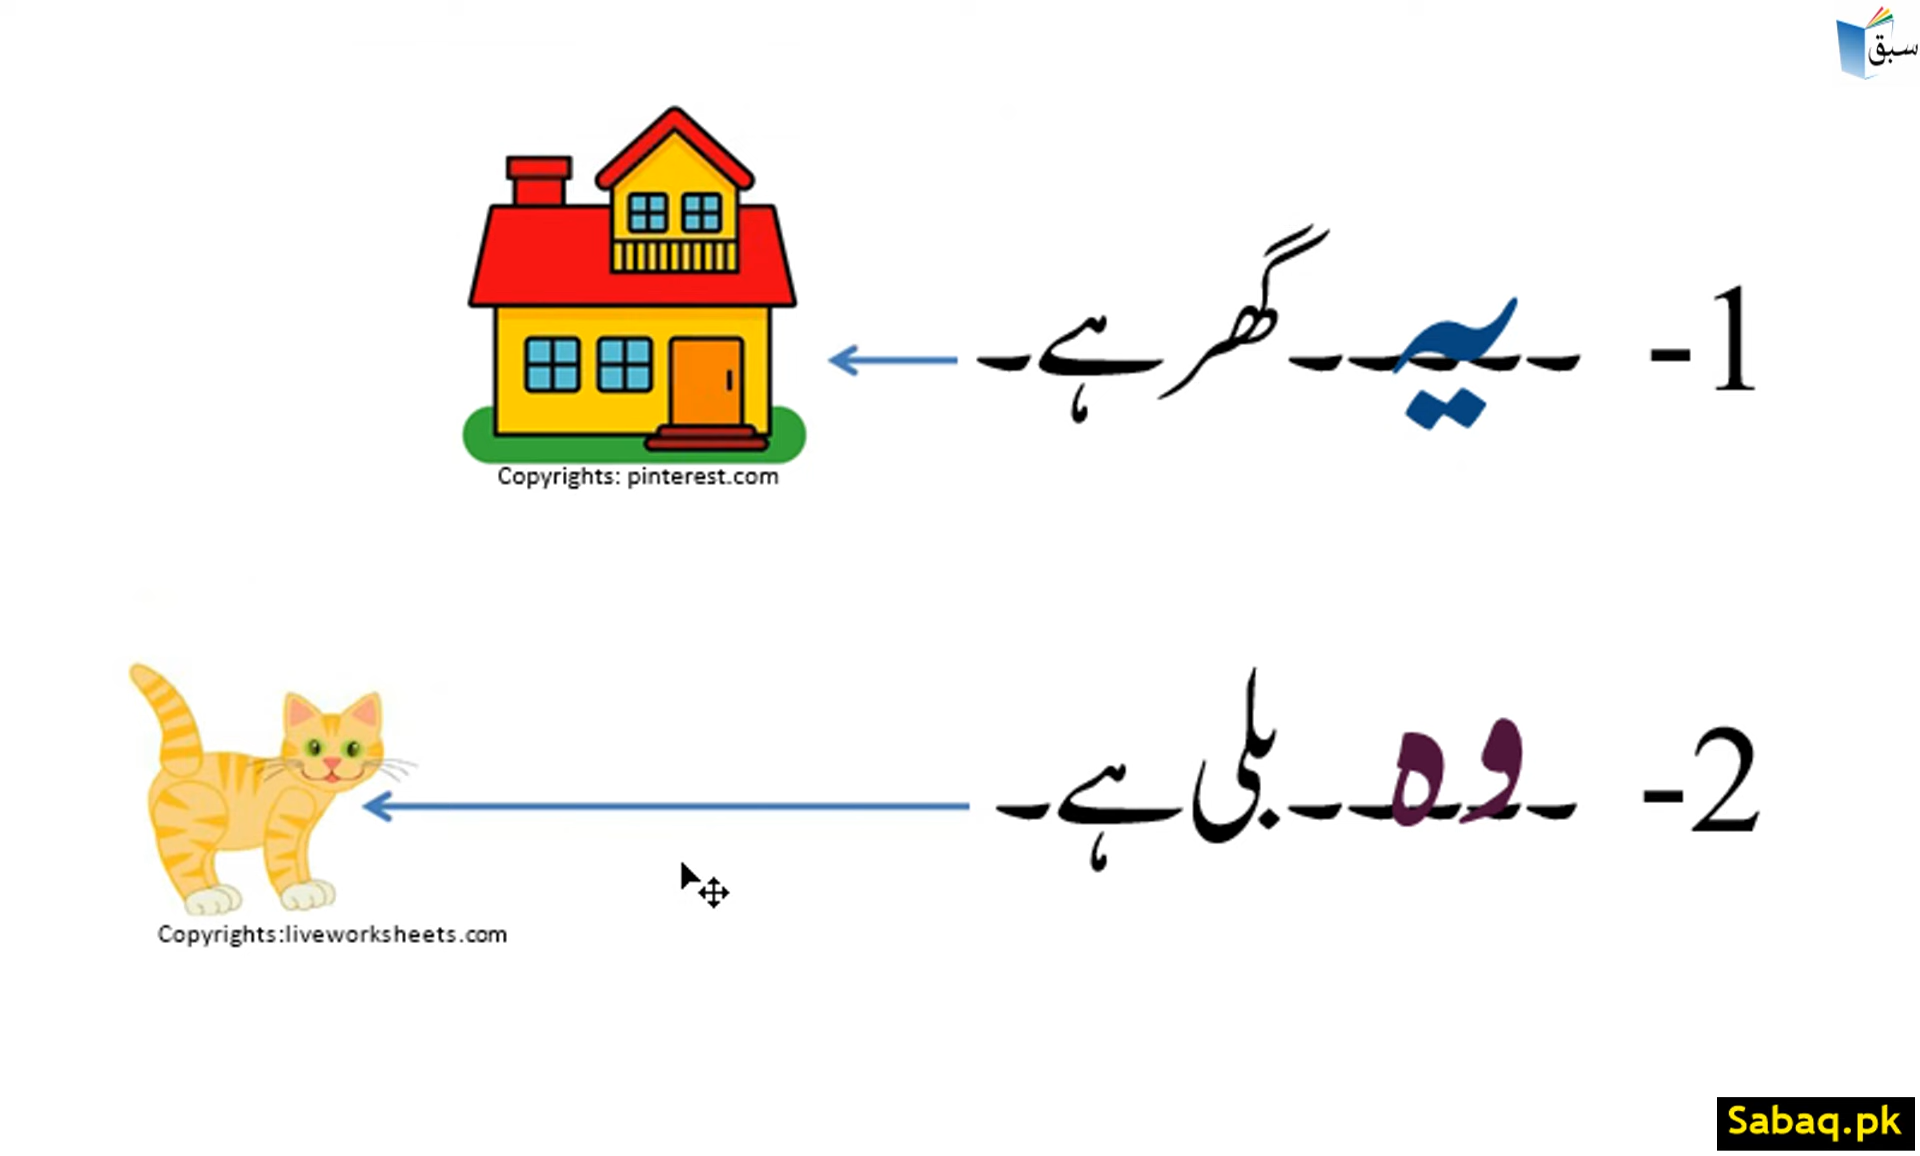 سبق
1- ۔یہ۔۔ گھر ہے۔
Copyrights: pinterest.com
2- ۔وہ۔۔ بلی ہے۔
Copyrights:liveworksheets.com
Sabaq.pk